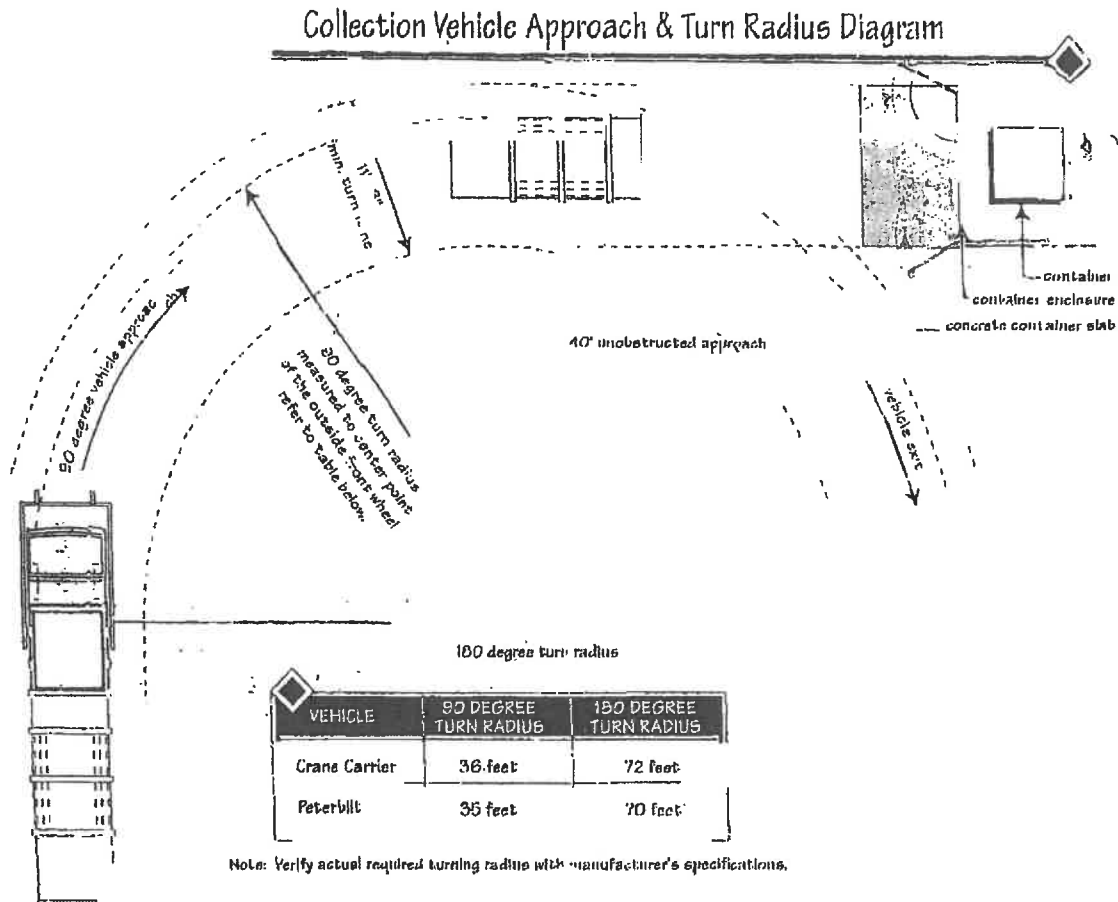 Collection Vehicle Approach & Turn Radius Diagram
min. turn
90 degree vehicle approach
90 degree turn radius
measured to center point
of the outside front wheel
refer to table below.
container
container enclosure
concrete container slab
40' unobstructed approach
vehicle exit
180 degree turn radius
VEHICLE
90 DEGREE
TURN RADIUS
180 DEGREE
TURN RADIUS
Crane Carrier
36 feet
72 feet
Peterbilt
35 feet
70 feet
Note: Verify actual required turning radius with manufacturer's specifications.